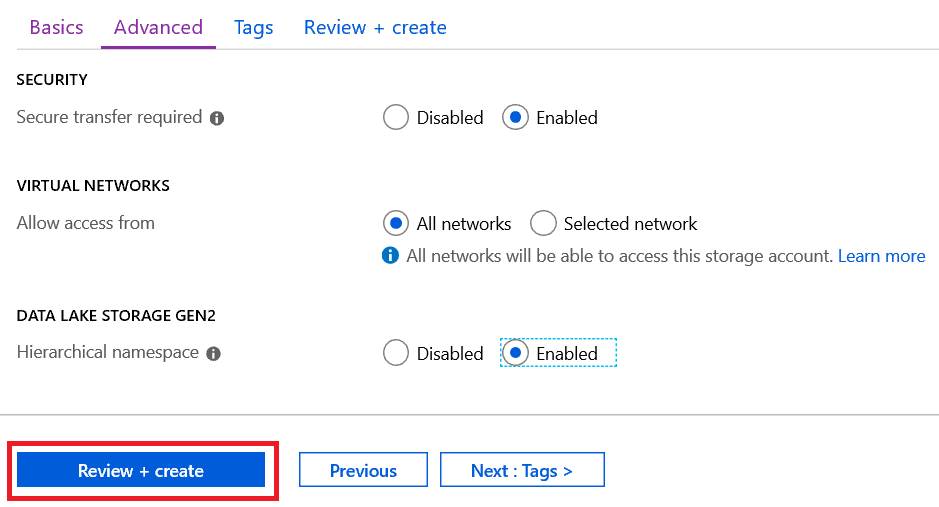 Basics Advanced Tags Review + create
SECURITY
Secure transfer required Disabled Enabled
VIRTUAL NETWORKS
Allow access from All networks Selected network
All networks will be able to access this storage account. Learn more
DATA LAKE STORAGE GEN2
Hierarchical namespace Disabled Enabled
Review + create Previous Next : Tags >